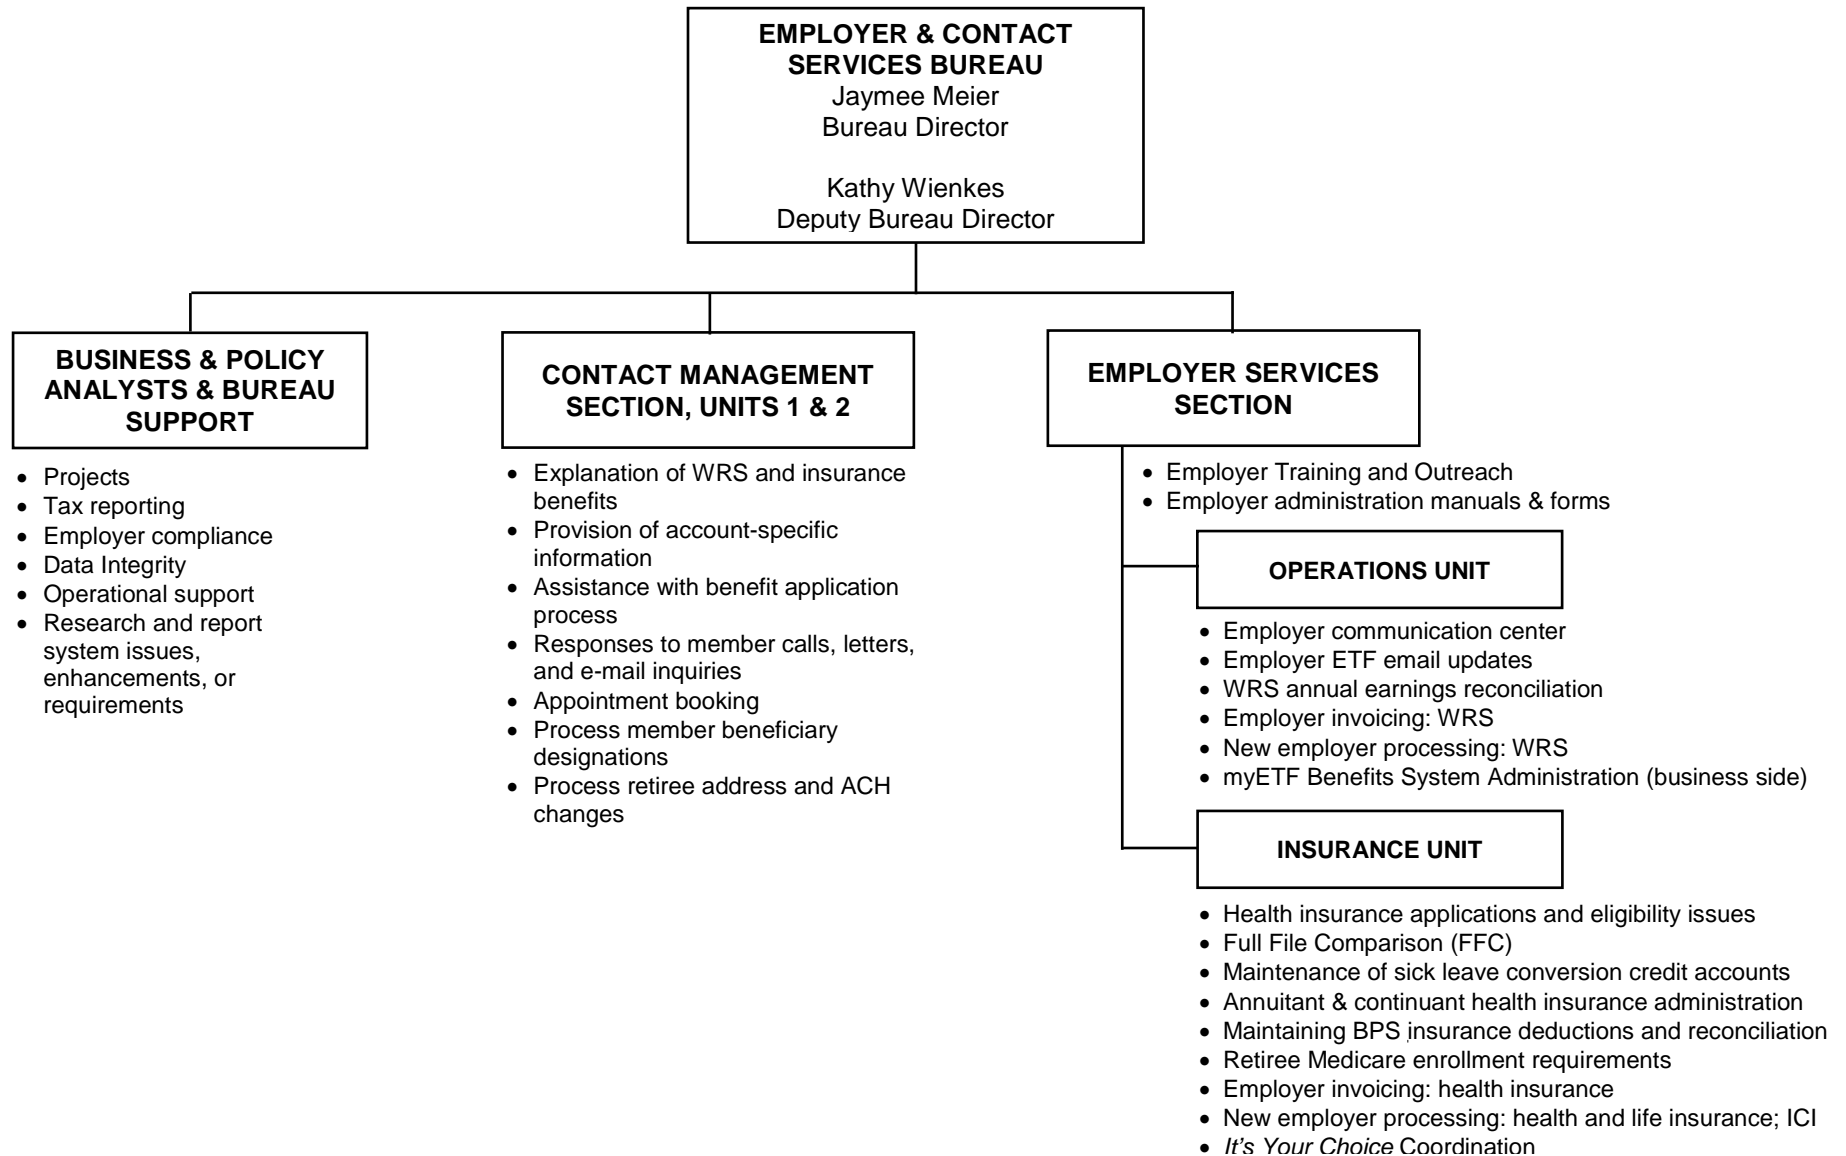 EMPLOYER & CONTACT
SERVICES BUREAU
Jaymee Meier
Bureau Director
Kathy Wienkes
Deputy Bureau Director
BUSINESS & POLICY
ANALYSTS & BUREAU
SUPPORT
• Projects
• Tax reporting
• Employer compliance
• Data Integrity
• Operational support
• Research and report
system issues,
enhancements, or
requirements
CONTACT MANAGEMENT
SECTION, UNITS 1 & 2
• Explanation of WRS and insurance
benefits
• Provision of account-specific
information
• Assistance with benefit application
process
• Responses to member calls, letters,
and e-mail inquiries
• Appointment booking
• Process member beneficiary
designations
• Process retiree address and ACH
changes
EMPLOYER SERVICES
SECTION
• Employer Training and Outreach
• Employer administration manuals & forms
OPERATIONS UNIT
• Employer communication center
• Employer ETF email updates
• WRS annual earnings reconciliation
• Employer invoicing: WRS
• New employer processing: WRS
• myETF Benefits System Administration (business side)
INSURANCE UNIT
• Health insurance applications and eligibility issues
• Full File Comparison (FFC)
• Maintenance of sick leave conversion credit accounts
• Annuitant & continuant health insurance administration
• Maintaining BPS insurance deductions and reconciliation
• Retiree Medicare enrollment requirements
• Employer invoicing: health insurance
• New employer processing: health and life insurance; ICI
• It's Your Choice Coordination